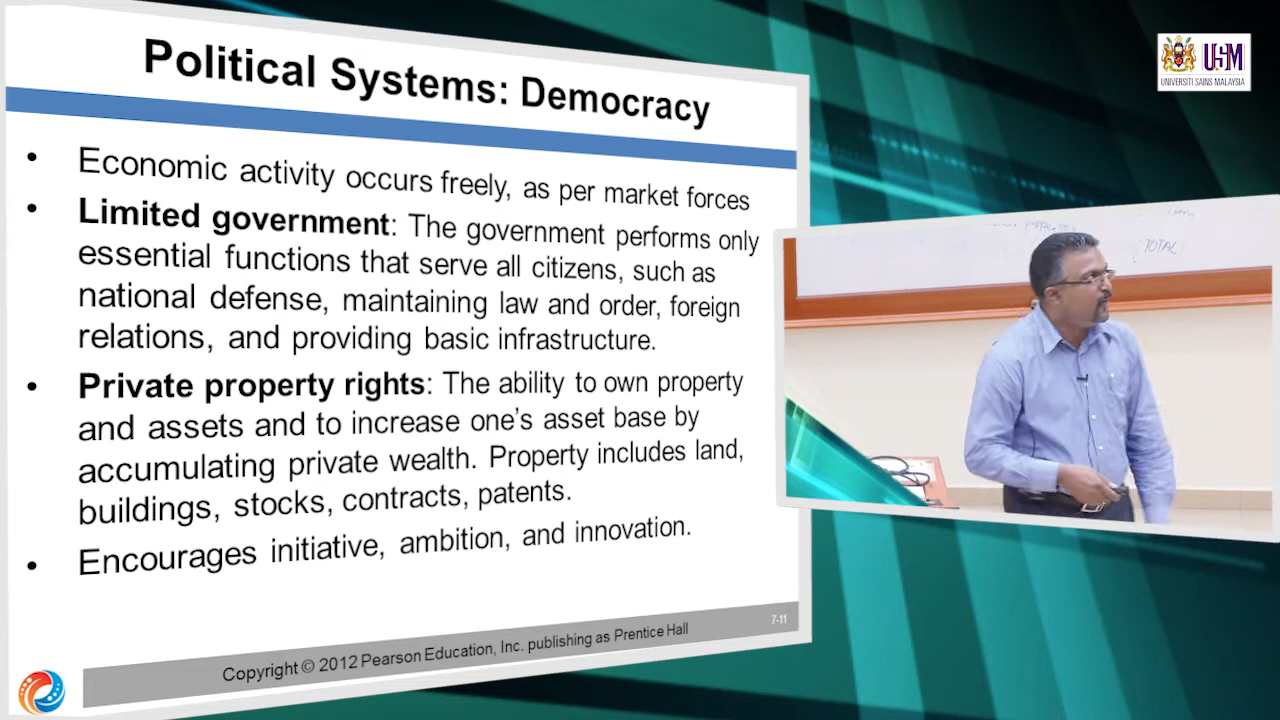 Political Systems: Democracy
• Economic activity occurs freely, as per market forces
• Limited government: The government performs only
essential functions that serve all citizens, such as
national defense, maintaining law and order, foreign
relations, and providing basic infrastructure.
• Private property rights: The ability to own property
and assets and to increase one’s asset base by
accumulating private wealth. Property includes land,
buildings, stocks, contracts, patents.
• Encourages initiative, ambition, and innovation.
7-11
Copyright © 2012 Pearson Education, Inc. publishing as Prentice Hall
USM
UNIVERSITI SAINS MALAYSIA
TOTAL